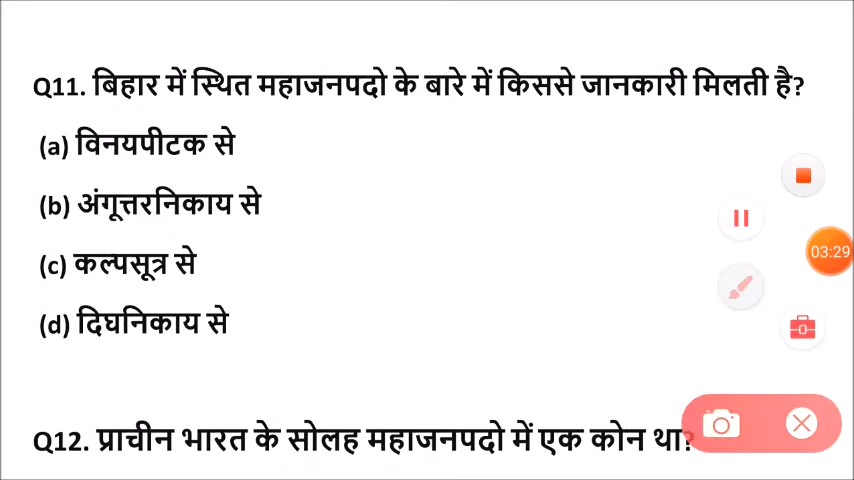 Q11. बिहार में स्थित महाजनपदो के बारे में किससे जानकारी मिलती है?
(a) विनयपीटक से
(b) अंगूत्तरनिकाय से
(c) कल्पसूत्र से
(d) दिघनिकाय से
03:29
Q12. प्राचीन भारत के सोलह महाजनपदो में एक कोन था?